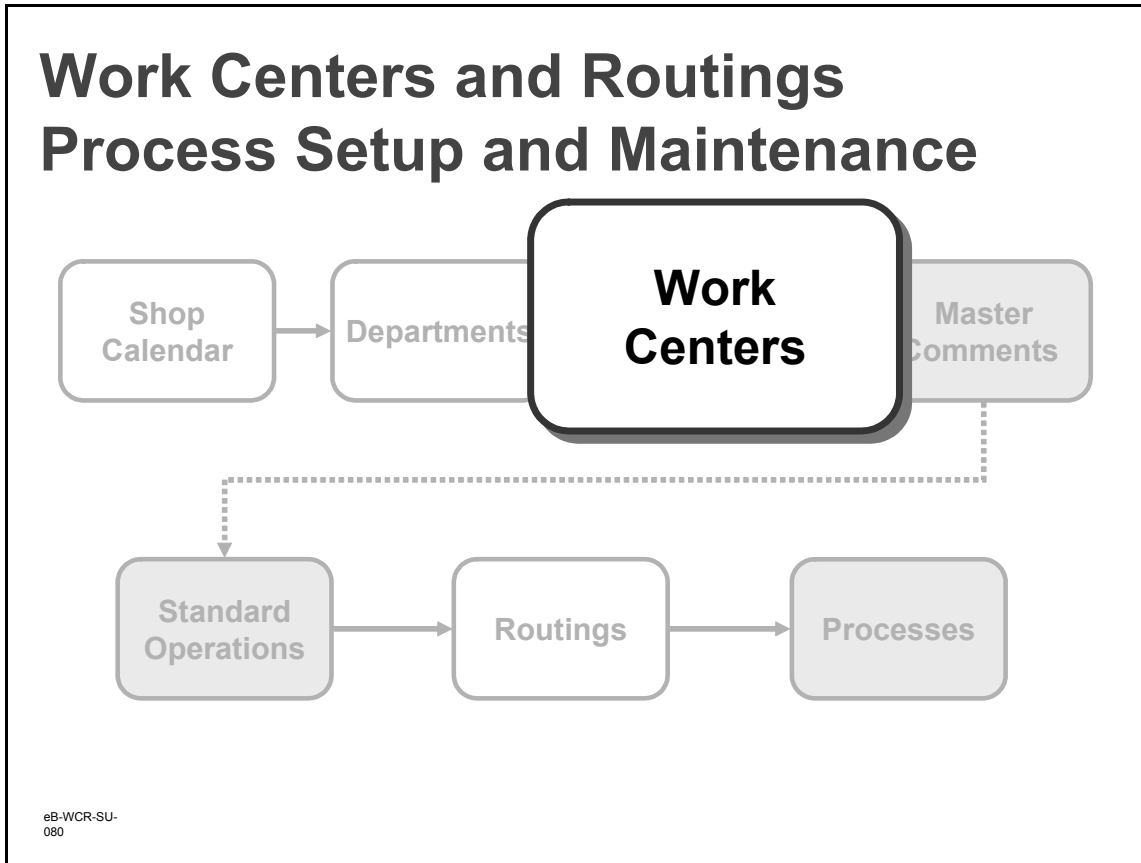 Work Centers and Routings
Process Setup and Maintenance
Shop
Calendar
Departments
Work
Centers
Master
Comments
Standard
Operations
Routings
Processes
eB-WCR-SU-
080